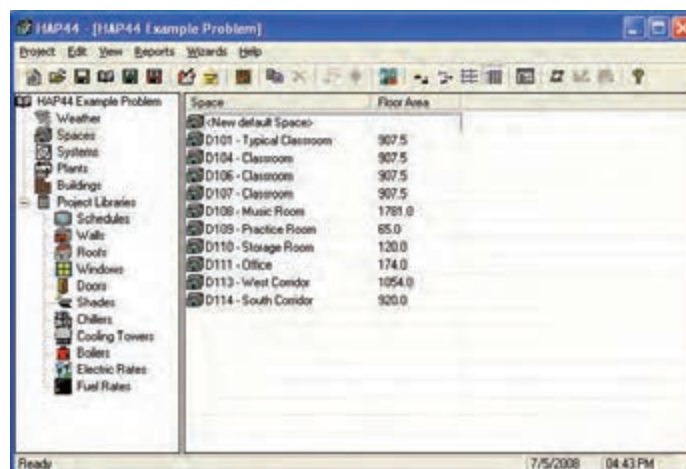 HAP44 - [HAP44 Example Problem]
Project Edit View Reports Wizards Help
HAP44 Example Problem
Weather
Spaces
Systems
Plants
Buildings
Project Libraries
Schedules
Walls
Roofs
Windows
Doors
Shades
Chillers
Cooling Towers
Boilers
Electric Rates
Fuel Rates
Space Floor Area
<New default Space>
D101 - Typical Classroom 907.5
D104 - Classroom 907.5
D106 - Classroom 907.5
D107 - Classroom 907.5
D108 - Music Room 1781.0
D109 - Practice Room 65.0
D110 - Storage Room 120.0
D111 - Office 174.0
D113 - West Corridor 1054.0
D114 - South Corridor 920.0
Ready 7/5/2008 04:43 PM